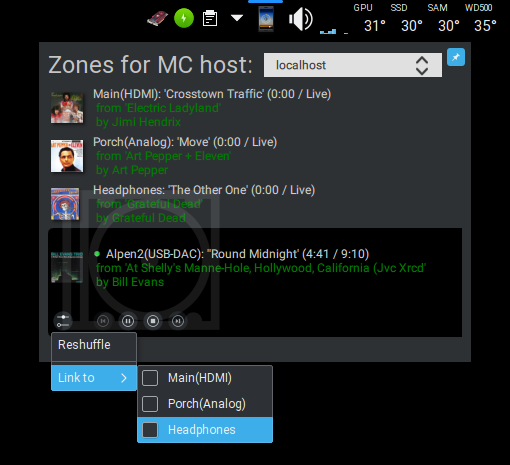 GPU SSD SAM WD500
31° 30° 30° 35°
Zones for MC host: localhost
Main(HDMI): 'Crosstown Traffic' (0:00 / Live)
from 'Electric Ladyland'
by Jimi Hendrix
Porch(Analog): 'Move' (0:00 / Live)
from 'Art Pepper + Eleven'
by Art Pepper
Headphones: 'The Other One' (0:00 / Live)
from 'Grateful Dead'
by Grateful Dead
Alpen2(USB-DAC): "Round Midnight' (4:41 / 9:10)
from 'At Shelly's Manne-Hole, Hollywood, California (Jvc Xrcd'
by Bill Evans
Reshuffle
Link to
Main(HDMI)
Porch(Analog)
Headphones